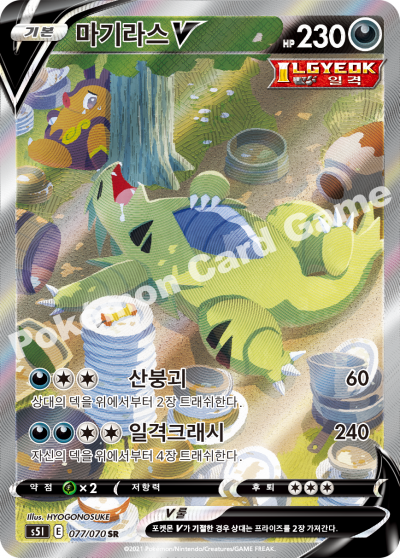 기본 마기라스V HP 230
ILGYEOK
일격
Pokémon Card Game
산붕괴 60
상대의 덱을 위에서부터 2장 트래쉬한다.
일격크래시 240
자신의 덱을 위에서부터 4장 트래쉬한다.
약점 ×2 저항력 후퇴
Illus. HYOGONOSUKE
V룰
s5I E 077/070 SR
포켓몬 V가 기절한 경우 상대는 프라이즈를 2장 가져간다.
©2021 Pokémon/Nintendo/Creatures/GAME FREAK.